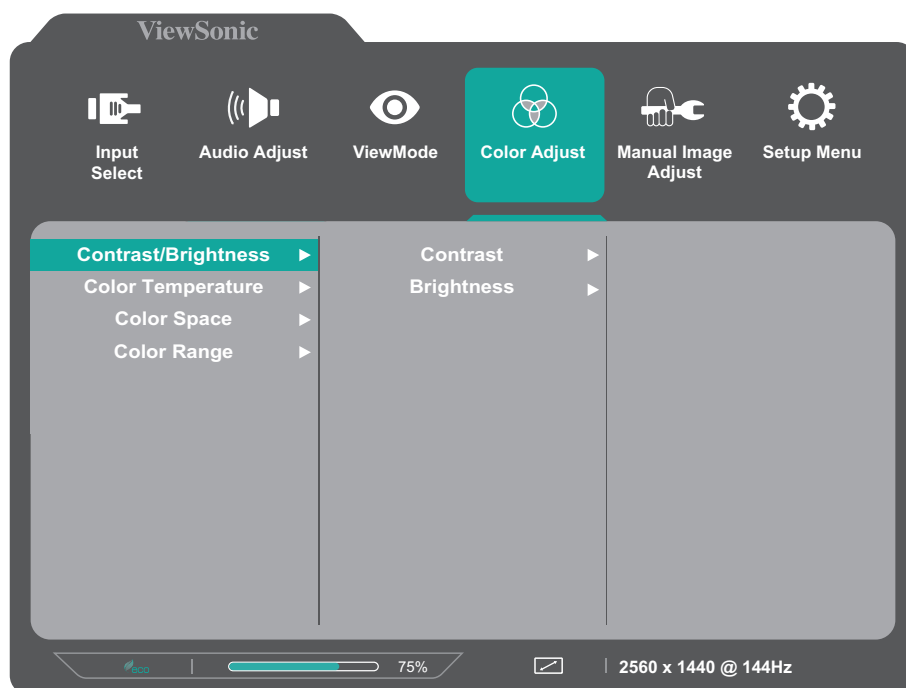 ViewSonic
Input Select
Audio Adjust
ViewMode
Color Adjust
Manual Image Adjust
Setup Menu
Contrast/Brightness ▶
Contrast ▶
Color Temperature ▶
Brightness ▶
Color Space ▶
Color Range ▶
eco
75%
2560 x 1440 @ 144Hz